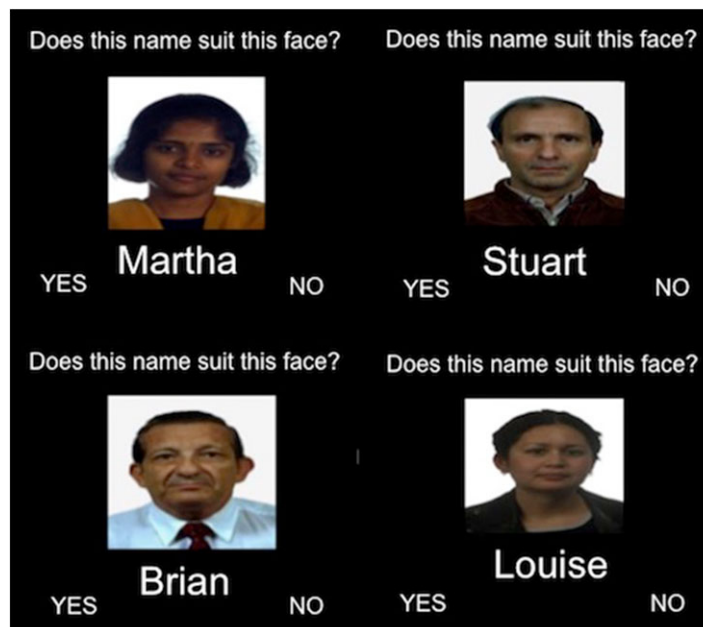 Does this name suit this face?
Martha
YES
NO
Does this name suit this face?
Stuart
YES
NO
Does this name suit this face?
Brian
YES
NO
Does this name suit this face?
Louise
YES
NO